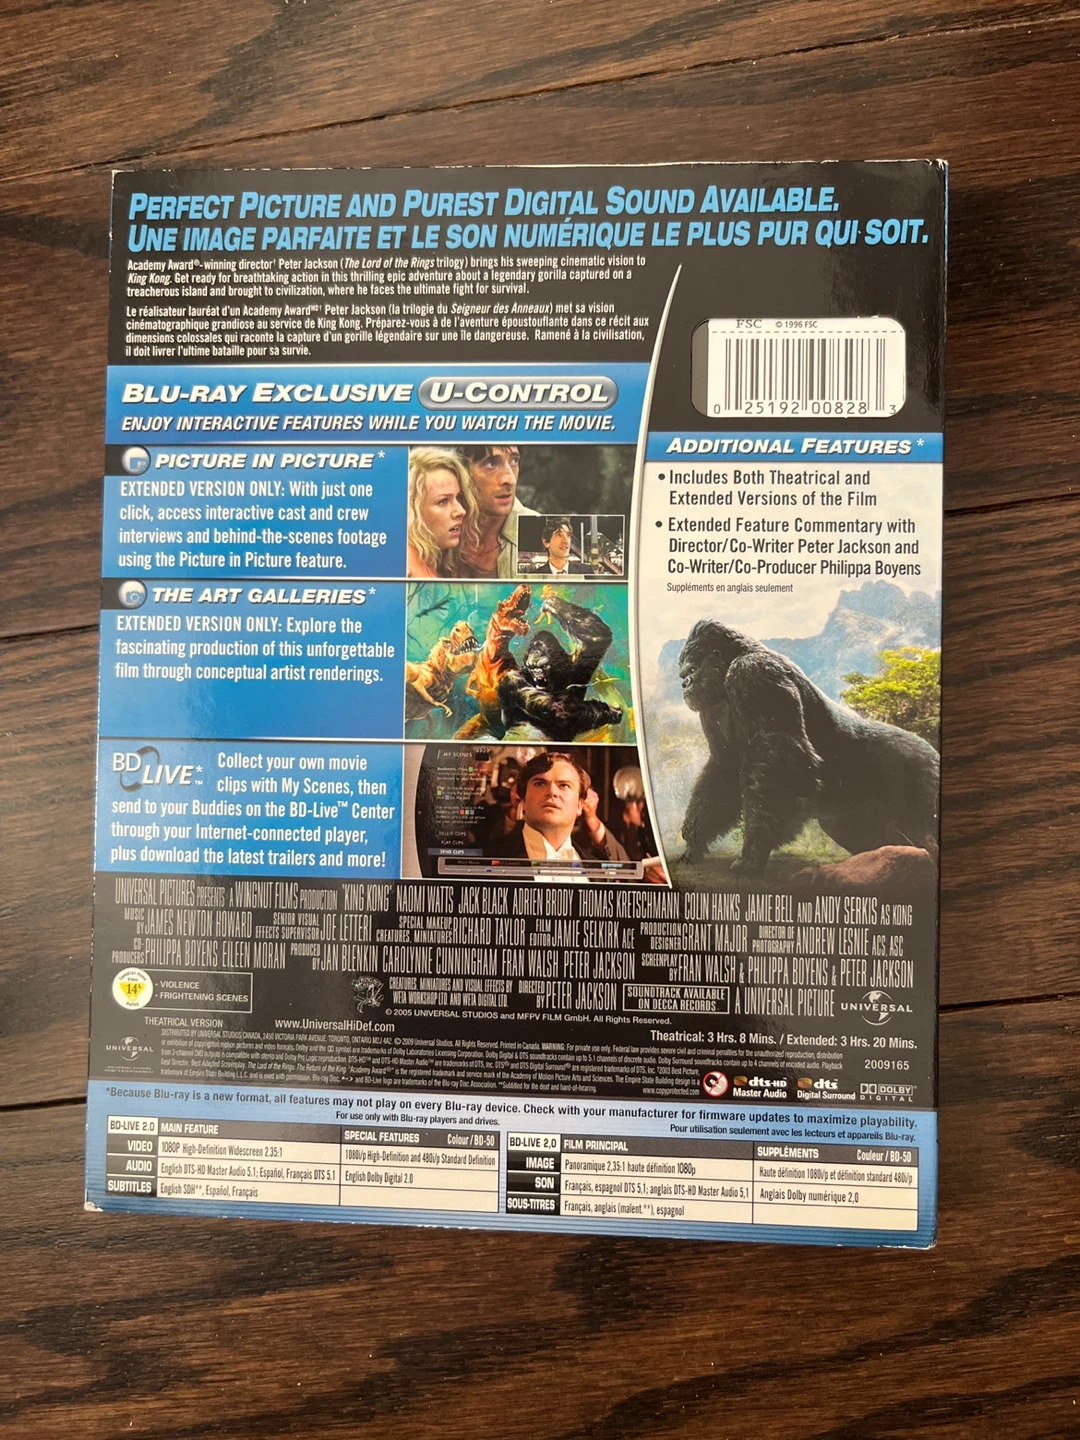 PERFECT PICTURE AND PUREST DIGITAL SOUND AVAILABLE.
UNE IMAGE PARFAITE ET LE SON NUMÉRIQUE LE PLUS PUR QUI SOIT.
Academy Award®-winning director† Peter Jackson (The Lord of the Rings trilogy) brings his sweeping cinematic vision to
King Kong. Get ready for breathtaking action in this thrilling epic adventure about a legendary gorilla captured on a
treacherous island and brought to civilization, where he faces the ultimate fight for survival.
Le réalisateur lauréat d'un Academy Award Peter Jackson (la trilogie du Seigneur des Anneaux) met sa vision
cinématographique grandiose au service de King Kong. Préparez-vous à de l'aventure époustouflante dans ce récit aux
dimensions colossales qui raconte la capture d'un gorille légendaire sur une île dangereuse. Ramené à la civilisation,
il doit livrer l'ultime bataille pour sa survie.
FSC © 1996 FSC
0 25192 00828 3
BLU-RAY EXCLUSIVE U-CONTROL
ENJOY INTERACTIVE FEATURES WHILE YOU WATCH THE MOVIE.
PICTURE IN PICTURE*
EXTENDED VERSION ONLY: With just one
click, access interactive cast and crew
interviews and behind-the-scenes footage
using the Picture in Picture feature.
THE ART GALLERIES*
EXTENDED VERSION ONLY: Explore the
fascinating production of this unforgettable
film through conceptual artist renderings.
BD LIVE*™ Collect your own movie
clips with My Scenes, then
send to your Buddies on the BD-Live™ Center
through your Internet-connected player,
plus download the latest trailers and more!
MY SCENES
PLAY CLIPS
SEND CLIPS
ADDITIONAL FEATURES*
• Includes Both Theatrical and
Extended Versions of the Film
• Extended Feature Commentary with
Director/Co-Writer Peter Jackson and
Co-Writer/Co-Producer Philippa Boyens
Suppléments en anglais seulement
UNIVERSAL PICTURES PRESENTS A WINGNUT FILMS PRODUCTION "KING KONG" NAOMI WATTS JACK BLACK ADRIEN BRODY THOMAS KRETSCHMANN COLIN HANKS JAMIE BELL AND ANDY SERKIS AS KONG
MUSIC BY JAMES NEWTON HOWARD SENIOR VISUAL EFFECTS SUPERVISOR JOE LETTERI SPECIAL MAKEUP, CREATURES, MINIATURES RICHARD TAYLOR FILM EDITOR JAMIE SELKIRK ACE PRODUCTION DESIGNER GRANT MAJOR DIRECTOR OF PHOTOGRAPHY ANDREW LESNIE ACS, ASC
CO-PRODUCERS PHILIPPA BOYENS EILEEN MORAN PRODUCED BY JAN BLENKIN CAROLYNNE CUNNINGHAM FRAN WALSH PETER JACKSON SCREENPLAY BY FRAN WALSH & PHILIPPA BOYENS & PETER JACKSON
CREATURES, MINIATURES AND VISUAL EFFECTS BY WETA WORKSHOP LTD. AND WETA DIGITAL LTD. DIRECTED BY PETER JACKSON SOUNDTRACK AVAILABLE ON DECCA RECORDS A UNIVERSAL PICTURE UNIVERSAL
14A
• VIOLENCE
• FRIGHTENING SCENES
THEATRICAL VERSION
© 2005 UNIVERSAL STUDIOS and MFPV FILM GmbH. All Rights Reserved.
www.UniversalHiDef.com
Theatrical: 3 Hrs. 8 Mins. / Extended: 3 Hrs. 20 Mins.
UNIVERSAL
2009165
www.copyprotected.com
dts-HD Master Audio
dts Digital Surround
DOLBY DIGITAL
*Because Blu-ray is a new format, all features may not play on every Blu-ray device. Check with your manufacturer for firmware updates to maximize playability.
For use only with Blu-ray players and drives.
Pour utilisation seulement avec les lecteurs et appareils Blu-ray.
BD-LIVE 2.0 MAIN FEATURE SPECIAL FEATURES Colour/BD-50
VIDEO 1080P High-Definition Widescreen 2.35:1 1080i/p High-Definition and 480i/p Standard Definition
AUDIO English DTS-HD Master Audio 5.1; Español, Français DTS 5.1 English Dolby Digital 2.0
SUBTITLES English SDH**, Español, Français
BD-LIVE 2,0 FILM PRINCIPAL SUPPLÉMENTS Couleur / BD-50
IMAGE Panoramique 2,35:1 haute définition 1080p Haute définition 1080i/p et définition standard 480i/p
SON Français, espagnol DTS 5,1; anglais DTS-HD Master Audio 5,1 Anglais Dolby numérique 2,0
SOUS-TITRES Français, anglais (malent.**), espagnol